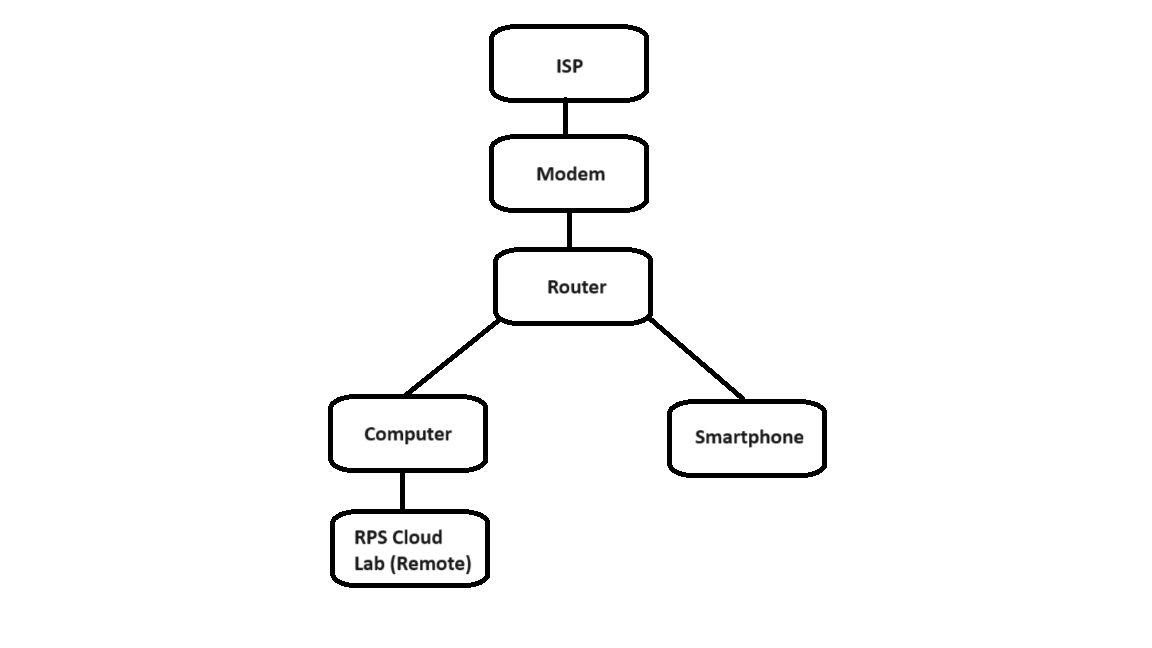 ISP
Modem
Router
Computer
Smartphone
RPS Cloud
Lab (Remote)